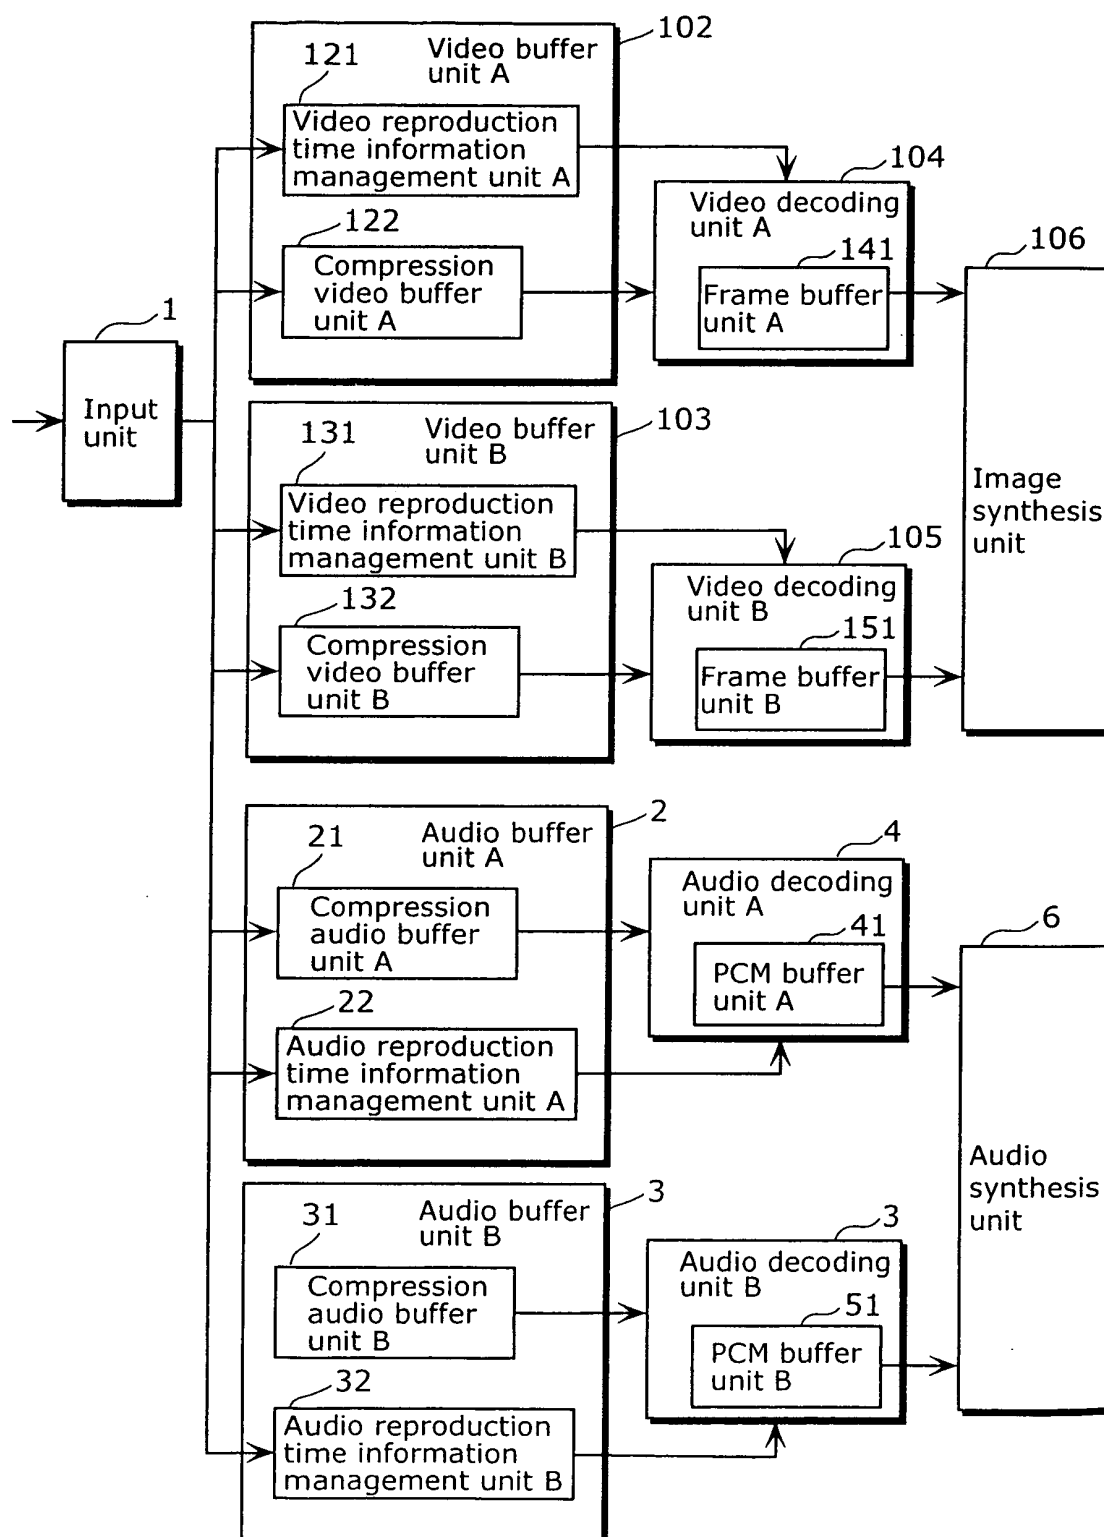 102
Video buffer
unit A
121
Video reproduction
time information
management unit A
122
Compression
video buffer
unit A
104
Video decoding
unit A
141
Frame buffer
unit A
106
Image
synthesis
unit
1
Input
unit
103
Video buffer
unit B
131
Video reproduction
time information
management unit B
132
Compression
video buffer
unit B
105
Video decoding
unit B
151
Frame buffer
unit B
2
Audio buffer
unit A
21
Compression
audio buffer
unit A
22
Audio reproduction
time information
management unit A
4
Audio decoding
unit A
41
PCM buffer
unit A
6
Audio
synthesis
unit
3
Audio buffer
unit B
31
Compression
audio buffer
unit B
32
Audio reproduction
time information
management unit B
3
Audio decoding
unit B
51
PCM buffer
unit B